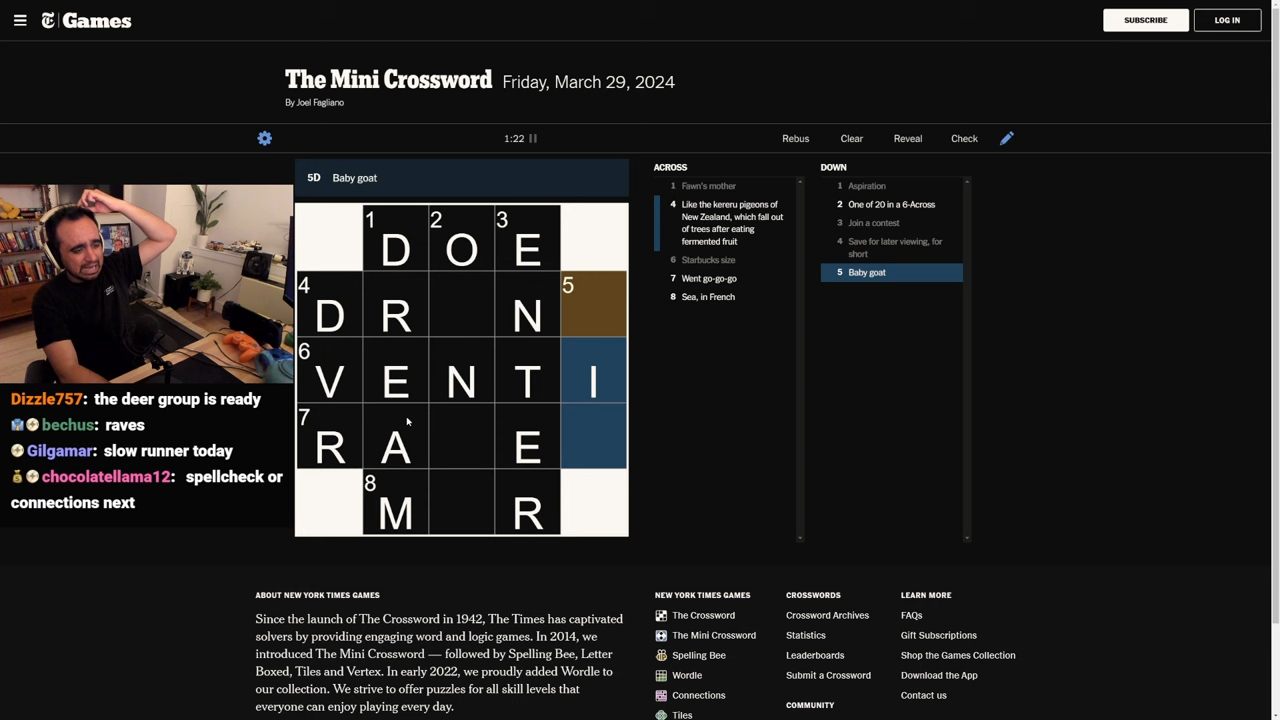 Games
SUBSCRIBE
LOG IN
The Mini Crossword Friday, March 29, 2024
By Joel Fagliano
1:22
Rebus
Clear
Reveal
Check
5D Baby goat
1 D
2 O
3 E
4 D
R
N
5
6 V
E
N
T
I
7 R
A
E
8 M
R
ACROSS
1 Fawn's mother
4 Like the kereru pigeons of
New Zealand, which fall out
of trees after eating
fermented fruit
6 Starbucks size
7 Went go-go-go
8 Sea, in French
DOWN
1 Aspiration
2 One of 20 in a 6-Across
3 Join a contest
4 Save for later viewing, for
short
5 Baby goat
Dizzle757: the deer group is ready
bechus: raves
Gilgamar: slow runner today
chocolatellama12: spellcheck or
connections next
ABOUT NEW YORK TIMES GAMES
Since the launch of The Crossword in 1942, The Times has captivated
solvers by providing engaging word and logic games. In 2014, we
introduced The Mini Crossword — followed by Spelling Bee, Letter
Boxed, Tiles and Vertex. In early 2022, we proudly added Wordle to
our collection. We strive to offer puzzles for all skill levels that
everyone can enjoy playing every day.
NEW YORK TIMES GAMES
The Crossword
The Mini Crossword
Spelling Bee
Wordle
Connections
Tiles
CROSSWORDS
Crossword Archives
Statistics
Leaderboards
Submit a Crossword
DOWNLOAD
LEARN MORE
FAQs
Gift Subscriptions
Shop the Games Collection
Download the App
Contact us